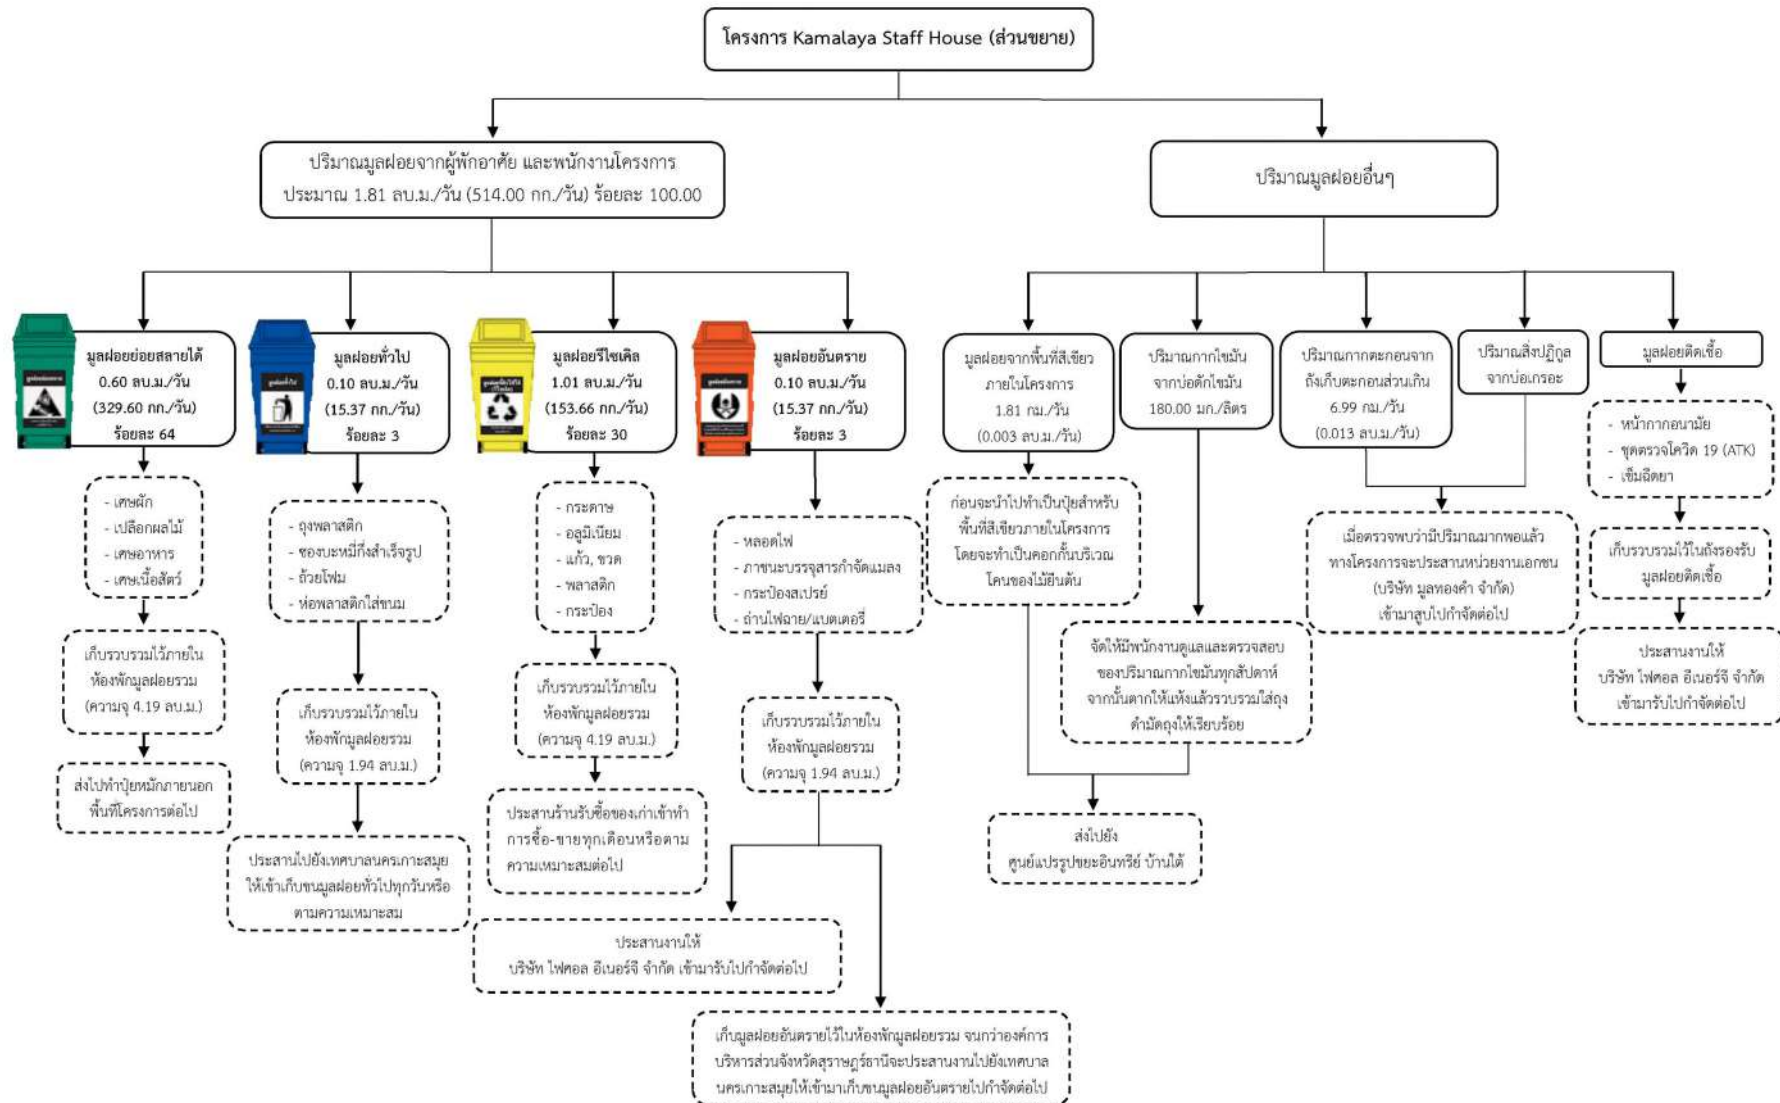 โครงการ Kamalaya Staff House (ส่วนขยาย)
ปริมาณมูลฝอยจากผู้พักอาศัย และพนักงานโครงการ
ประมาณ 1.81 ลบ.ม./วัน (514.00 กก./วัน) ร้อยละ 100.00
ปริมาณมูลฝอยอื่นๆ
มูลฝอยย่อยสลายได้
0.60 ลบ.ม./วัน
(329.60 กก./วัน)
ร้อยละ 64
มูลฝอยทั่วไป
0.10 ลบ.ม./วัน
(15.37 กก./วัน)
ร้อยละ 3
มูลฝอยรีไซเคิล
1.01 ลบ.ม./วัน
(153.66 กก./วัน)
ร้อยละ 30
มูลฝอยอันตราย
0.10 ลบ.ม./วัน
(15.37 กก./วัน)
ร้อยละ 3
มูลฝอยจากพื้นที่สีเขียว
ภายในโครงการ
1.81 กม./วัน
(0.003 ลบ.ม./วัน)
ปริมาณกากไขมัน
จากบ่อดักไขมัน
180.00 มก./ลิตร
ปริมาณกากตะกอนจาก
ถังเก็บตะกอนส่วนเกิน
6.99 กม./วัน
(0.013 ลบ.ม./วัน)
ปริมาณสิ่งปฏิกูล
จากบ่อเกรอะ
มูลฝอยติดเชื้อ
- เศษผัก
- เปลือกผลไม้
- เศษอาหาร
- เศษเนื้อสัตว์
- ถุงพลาสติก
- ซองบะหมี่กึ่งสำเร็จรูป
- ถ้วยโฟม
- ห่อพลาสติกใส่ขนม
- กระดาษ
- อลูมิเนียม
- แก้ว, ขวด
- พลาสติก
- กระป๋อง
- หลอดไฟ
- ภาชนะบรรจุสารกำจัดแมลง
- กระป๋องสเปรย์
- ถ่านไฟฉาย/แบตเตอรี่
ก่อนจะนำไปทำเป็นปุ๋ยสำหรับ
พื้นที่สีเขียวภายในโครงการ
โดยจะทำเป็นคอกกั้นบริเวณ
โคนของไม้ยืนต้น
- หน้ากากอนามัย
- ชุดตรวจโควิด 19 (ATK)
- เข็มฉีดยา
เมื่อตรวจพบว่ามีปริมาณมากพอแล้ว
ทางโครงการจะประสานหน่วยงานเอกชน
(บริษัท มูลทองคำ จำกัด)
เข้ามาสูบไปกำจัดต่อไป
เก็บรวบรวมไว้ในถังรองรับ
มูลฝอยติดเชื้อ
เก็บรวบรวมไว้ภายใน
ห้องพักมูลฝอยรวม
(ความจุ 4.19 ลบ.ม.)
เก็บรวบรวมไว้ภายใน
ห้องพักมูลฝอยรวม
(ความจุ 1.94 ลบ.ม.)
เก็บรวบรวมไว้ภายใน
ห้องพักมูลฝอยรวม
(ความจุ 4.19 ลบ.ม.)
เก็บรวบรวมไว้ภายใน
ห้องพักมูลฝอยรวม
(ความจุ 1.94 ลบ.ม.)
จัดให้มีพนักงานดูแลและตรวจสอบ
ของปริมาณกากไขมันทุกสัปดาห์
จากนั้นตากให้แห้งแล้วรวบรวมใส่ถุง
ดำมัดถุงให้เรียบร้อย
ประสานงานให้
บริษัท ไฟศอล อีเนอร์จี จำกัด
เข้ามารับไปกำจัดต่อไป
ส่งไปทำปุ๋ยหมักภายนอก
พื้นที่โครงการต่อไป
ประสานไปยังเทศบาลนครเกาะสมุย
ให้เข้าเก็บขนมูลฝอยทั่วไปทุกวันหรือ
ตามความเหมาะสม
ประสานร้านรับซื้อของเก่าเข้าทำ
การซื้อ-ขายทุกเดือนหรือตาม
ความเหมาะสมต่อไป
ส่งไปยัง
ศูนย์แปรรูปขยะอินทรีย์ บ้านใต้
ประสานงานให้
บริษัท ไฟศอล อีเนอร์จี จำกัด เข้ามารับไปกำจัดต่อไป
เก็บมูลฝอยอันตรายไว้ในห้องพักมูลฝอยรวม จนกว่าองค์การ
บริหารส่วนจังหวัดสุราษฎร์ธานีจะประสานงานไปยังเทศบาล
นครเกาะสมุยให้เข้ามาเก็บขนมูลฝอยอันตรายไปกำจัดต่อไป